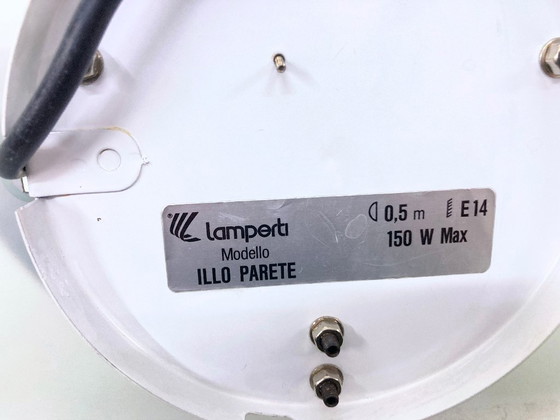 Lamperti
Modello
ILLO PARETE
0,5 m E14
150 W Max